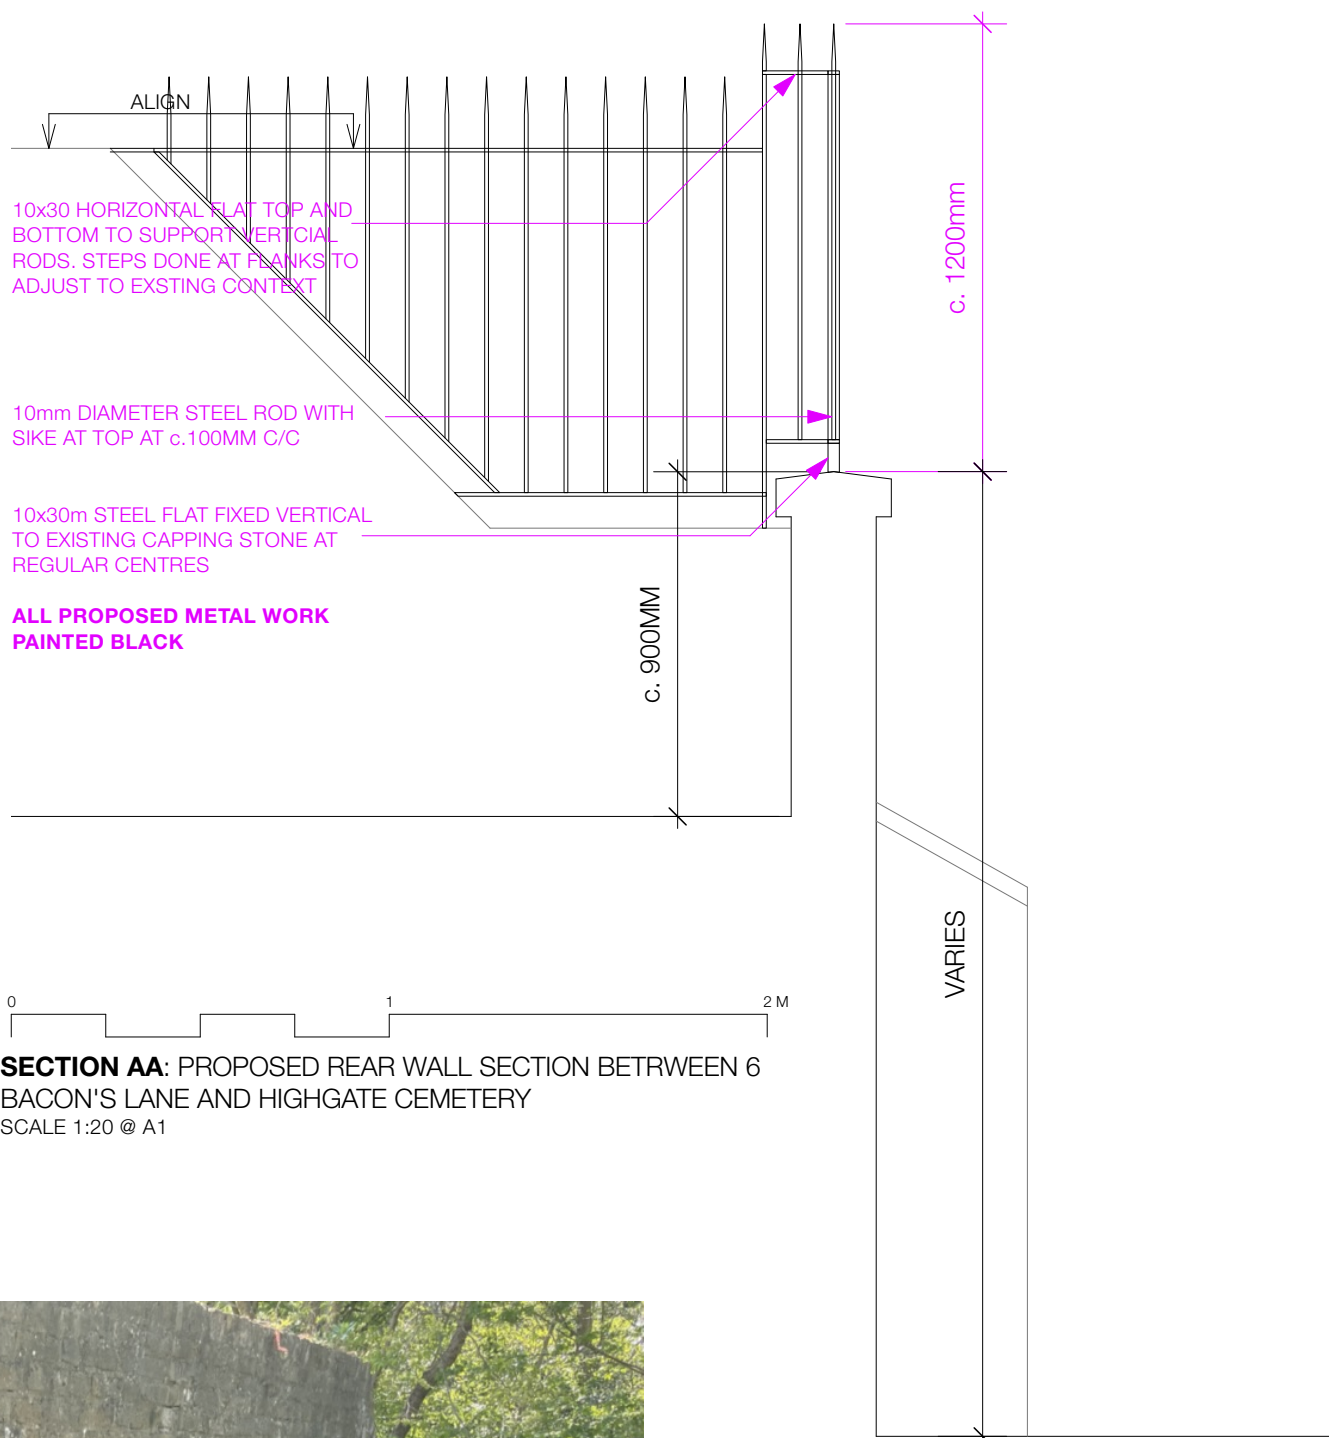 ALIGN
10x30 HORIZONTAL FLAT TOP AND
BOTTOM TO SUPPORT VERTCIAL
RODS. STEPS DONE AT FLANKS TO
ADJUST TO EXSTING CONTEXT
c. 1200mm
10mm DIAMETER STEEL ROD WITH
SIKE AT TOP AT c.100MM C/C
10x30m STEEL FLAT FIXED VERTICAL
TO EXISTING CAPPING STONE AT
REGULAR CENTRES
ALL PROPOSED METAL WORK
PAINTED BLACK
c. 900MM
VARIES
0 1 2 M
SECTION AA: PROPOSED REAR WALL SECTION BETRWEEN 6
BACON'S LANE AND HIGHGATE CEMETERY
SCALE 1:20 @ A1